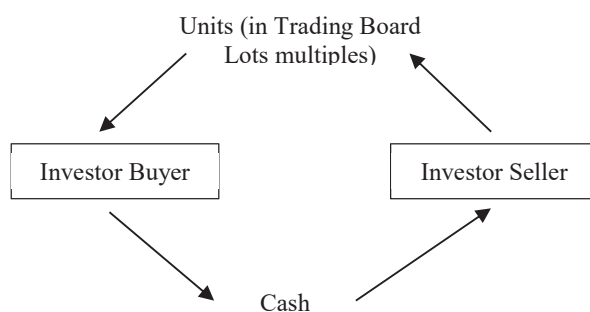 Units (in Trading Board
Lots multiples)
Investor Buyer
Investor Seller
Cash